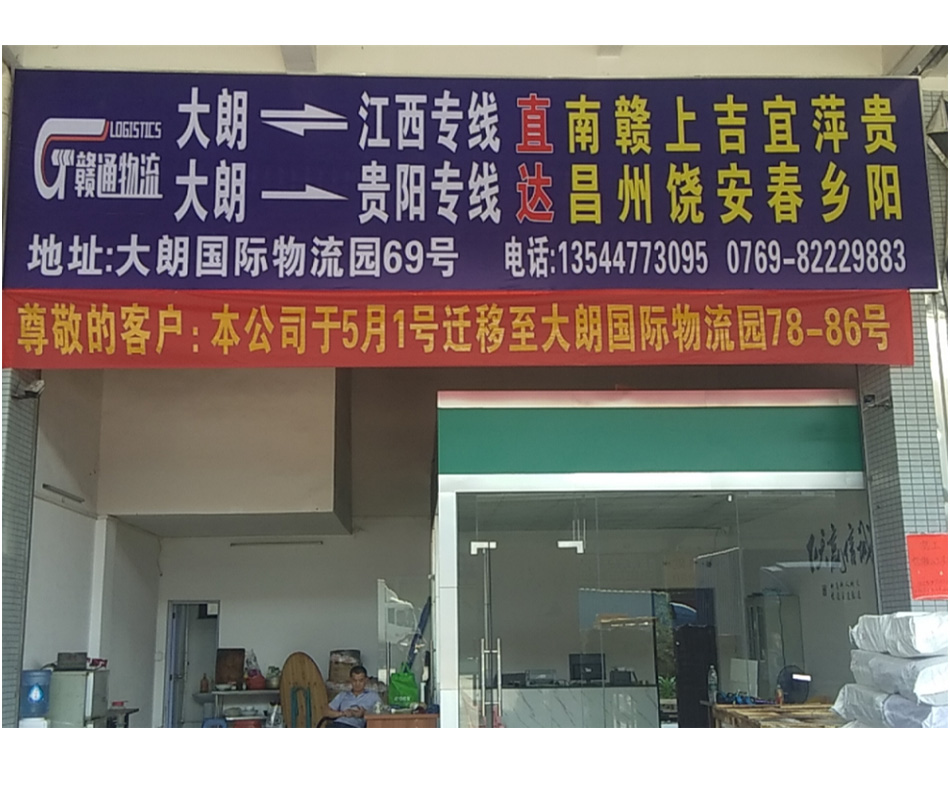 LOGISTICS
赣通物流
大朗 江西专线
大朗 贵阳专线
直达
南昌 赣州 上饶 吉安 宜春 萍乡 贵阳
地址:大朗国际物流园69号 电话:13544773095 0769-82229883
尊敬的客户:本公司于5月1号迁移至大朗国际物流园78-86号